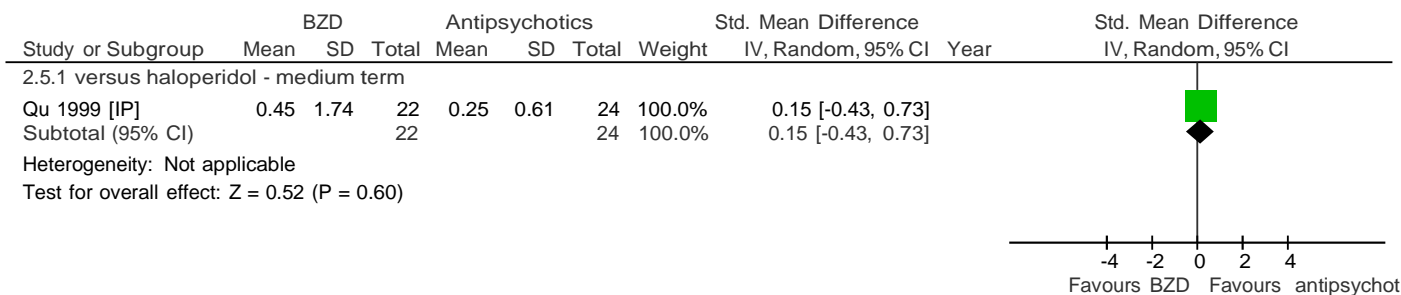 BZD Antipsychotics Std. Mean Difference Std. Mean Difference
Study or Subgroup Mean SD Total Mean SD Total Weight IV, Random, 95% CI Year IV, Random, 95% CI
2.5.1 versus haloperidol - medium term
Qu 1999 [IP] 0.45 1.74 22 0.25 0.61 24 100.0% 0.15 [-0.43, 0.73]
Subtotal (95% CI) 22 24 100.0% 0.15 [-0.43, 0.73]
Heterogeneity: Not applicable
Test for overall effect: Z = 0.52 (P = 0.60)
-4 -2 0 2 4
Favours BZD Favours antipsychot